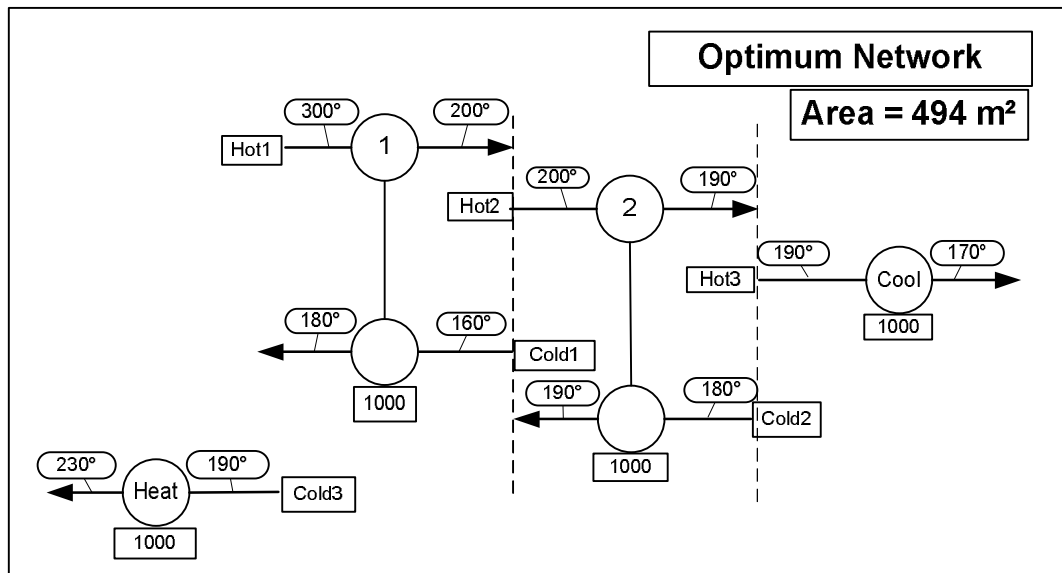 Optimum Network
Area = 494 m²
300°
200°
Hot1
1
200°
190°
Hot2
2
190°
170°
Hot3
Cool
1000
180°
160°
Cold1
1000
190°
180°
Cold2
1000
230°
190°
Heat
Cold3
1000